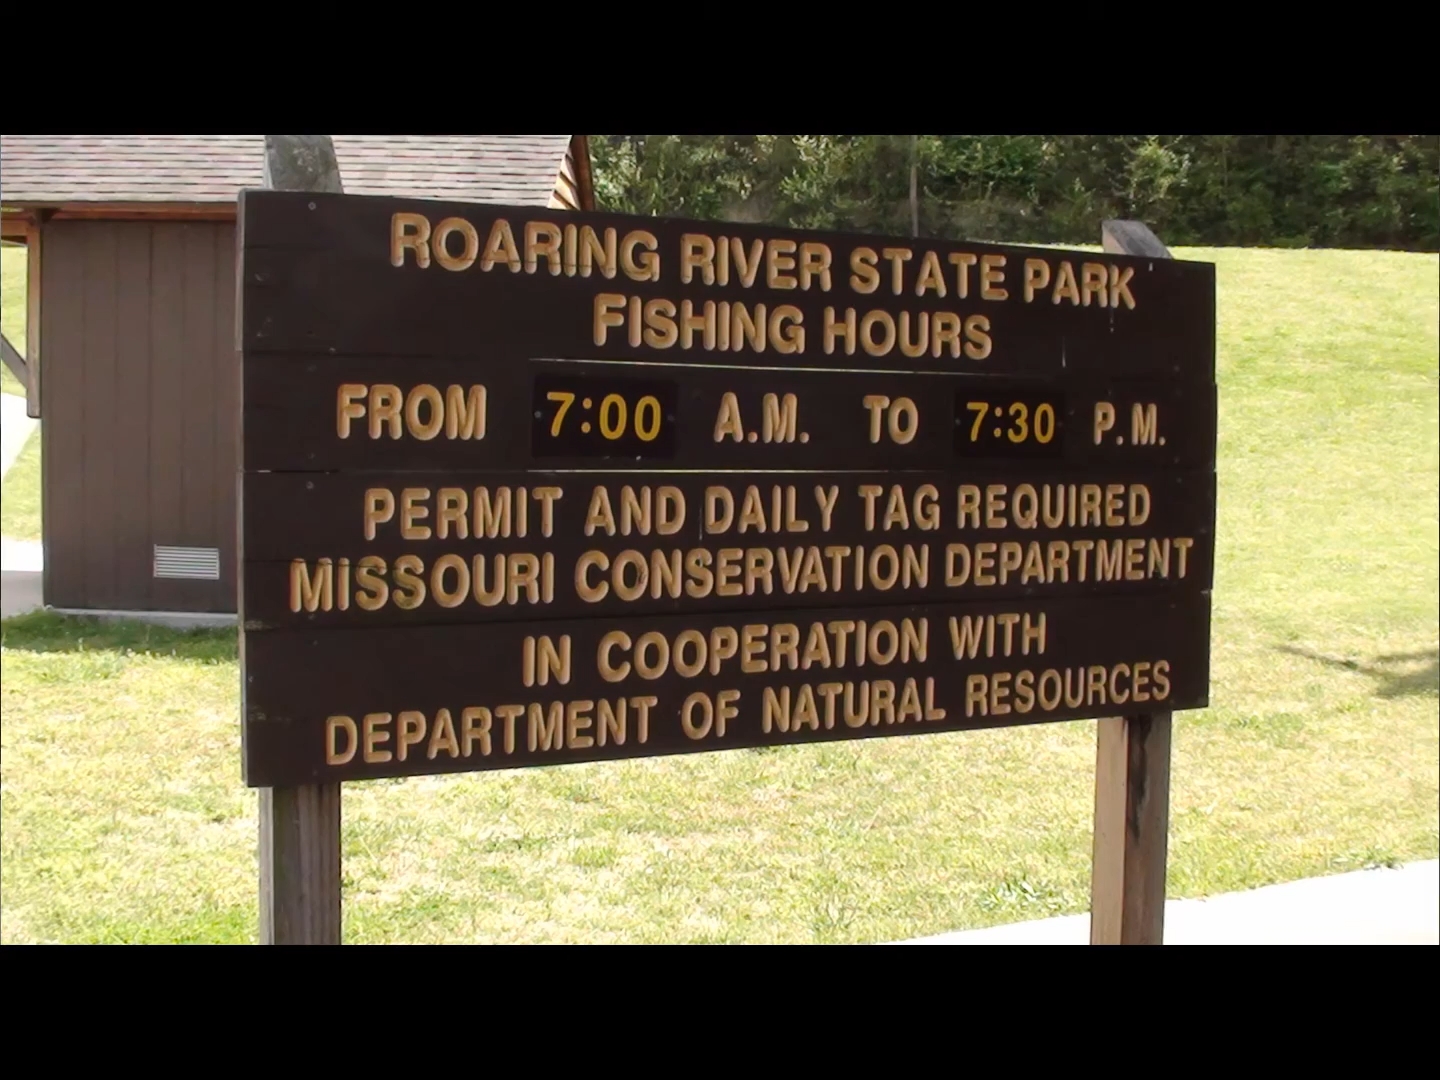 ROARING RIVER STATE PARK
FISHING HOURS
FROM 7:00 A.M. TO 7:30 P.M.
PERMIT AND DAILY TAG REQUIRED
MISSOURI CONSERVATION DEPARTMENT
IN COOPERATION WITH
DEPARTMENT OF NATURAL RESOURCES